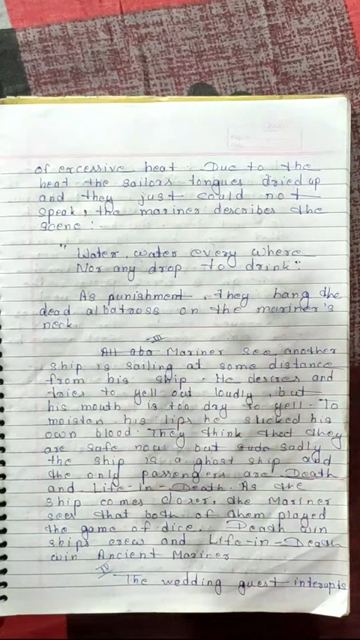 of excessive heat. Due to the
heat the sailors tongues dried up
and they just could not
speak, the mariner describes the
scene:
"Water, water every where
Nor any drop to drink".
As punishment, they hang the
dead albatross on the mariner's
neck.
III
Mariner see another
ship is sailing at some distance
from his ship. He desires and
tries to yell out loudly, but
his mouth is too dry to yell. To
moisten his lips he sucked his
own blood. They think that they
are safe now, but sadly
the ship is a ghost ship and
the only passengers are Death
and Life-in-Death. As the
ship comes closer, the Mariner
sees that both of them played
the game of dice. Death win
ships crew and Life-in-Death
win Ancient Mariner.
IV
The wedding guest interupts